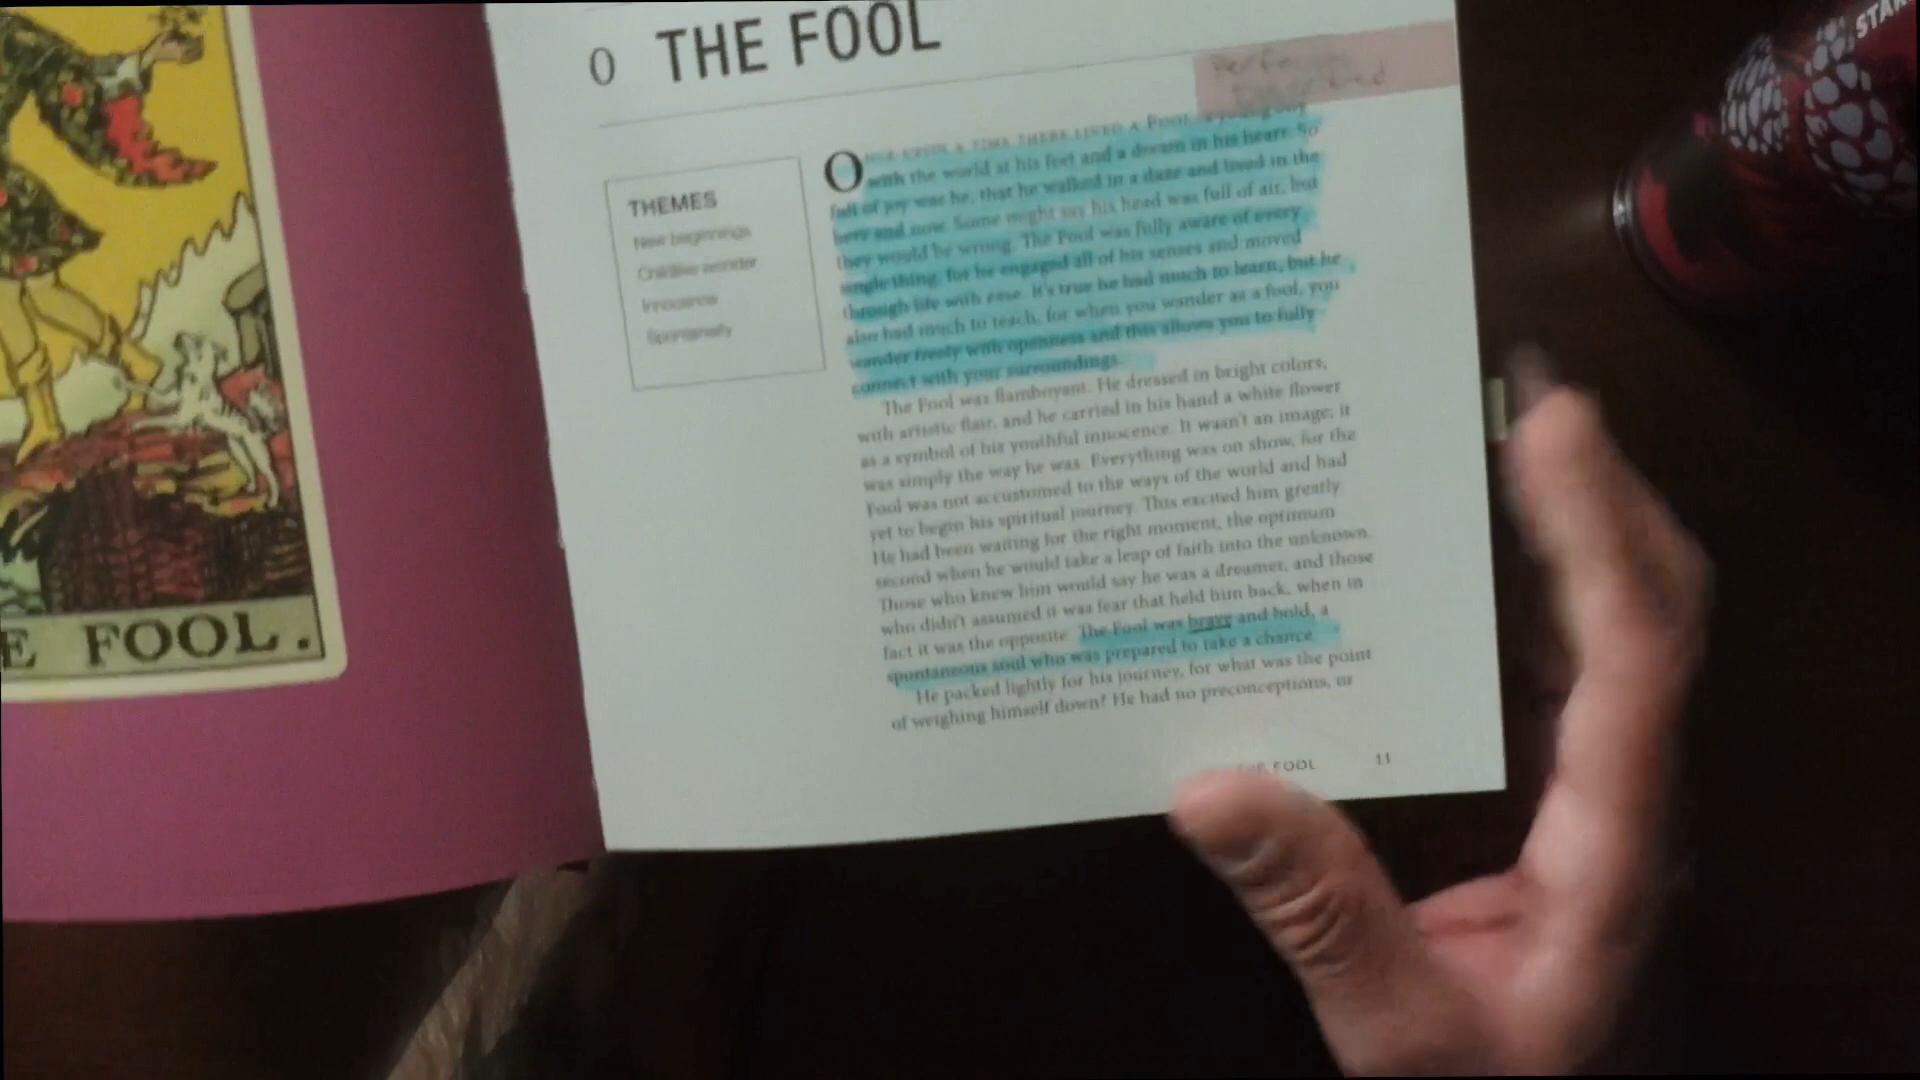 E FOOL.
0 THE FOOL
THEMES
New beginnings
Childlike wonder
Innocence
Spontaneity
ONCE UPON A TIME THERE LIVED A FOOL, a young boy
with the world at his feet and a dream in his heart. So
full of joy was he, that he walked in a daze and lived in the
here and now. Some might say his head was full of air, but
they would be wrong. The Fool was fully aware of every
single thing, for he engaged all of his senses and moved
through life with ease. It's true he had much to learn, but he
also had much to teach, for when you wander as a fool, you
wander freely with openness and this allows you to fully
connect with your surroundings.
The Fool was flamboyant. He dressed in bright colors,
with artistic flair, and he carried in his hand a white flower
as a symbol of his youthful innocence. It wasn't an image; it
was simply the way he was. Everything was on show, for the
Fool was not accustomed to the ways of the world and had
yet to begin his spiritual journey. This excited him greatly
He had been waiting for the right moment, the optimum
second when he would take a leap of faith into the unknown.
Those who knew him would say he was a dreamer, and those
who didn't assumed it was fear that held him back, when in
fact it was the opposite. The Fool was brave and bold, a
spontaneous soul who was prepared to take a chance.
He packed lightly for his journey, for what was the point
of weighing himself down? He had no preconceptions, or
THE FOOL 11